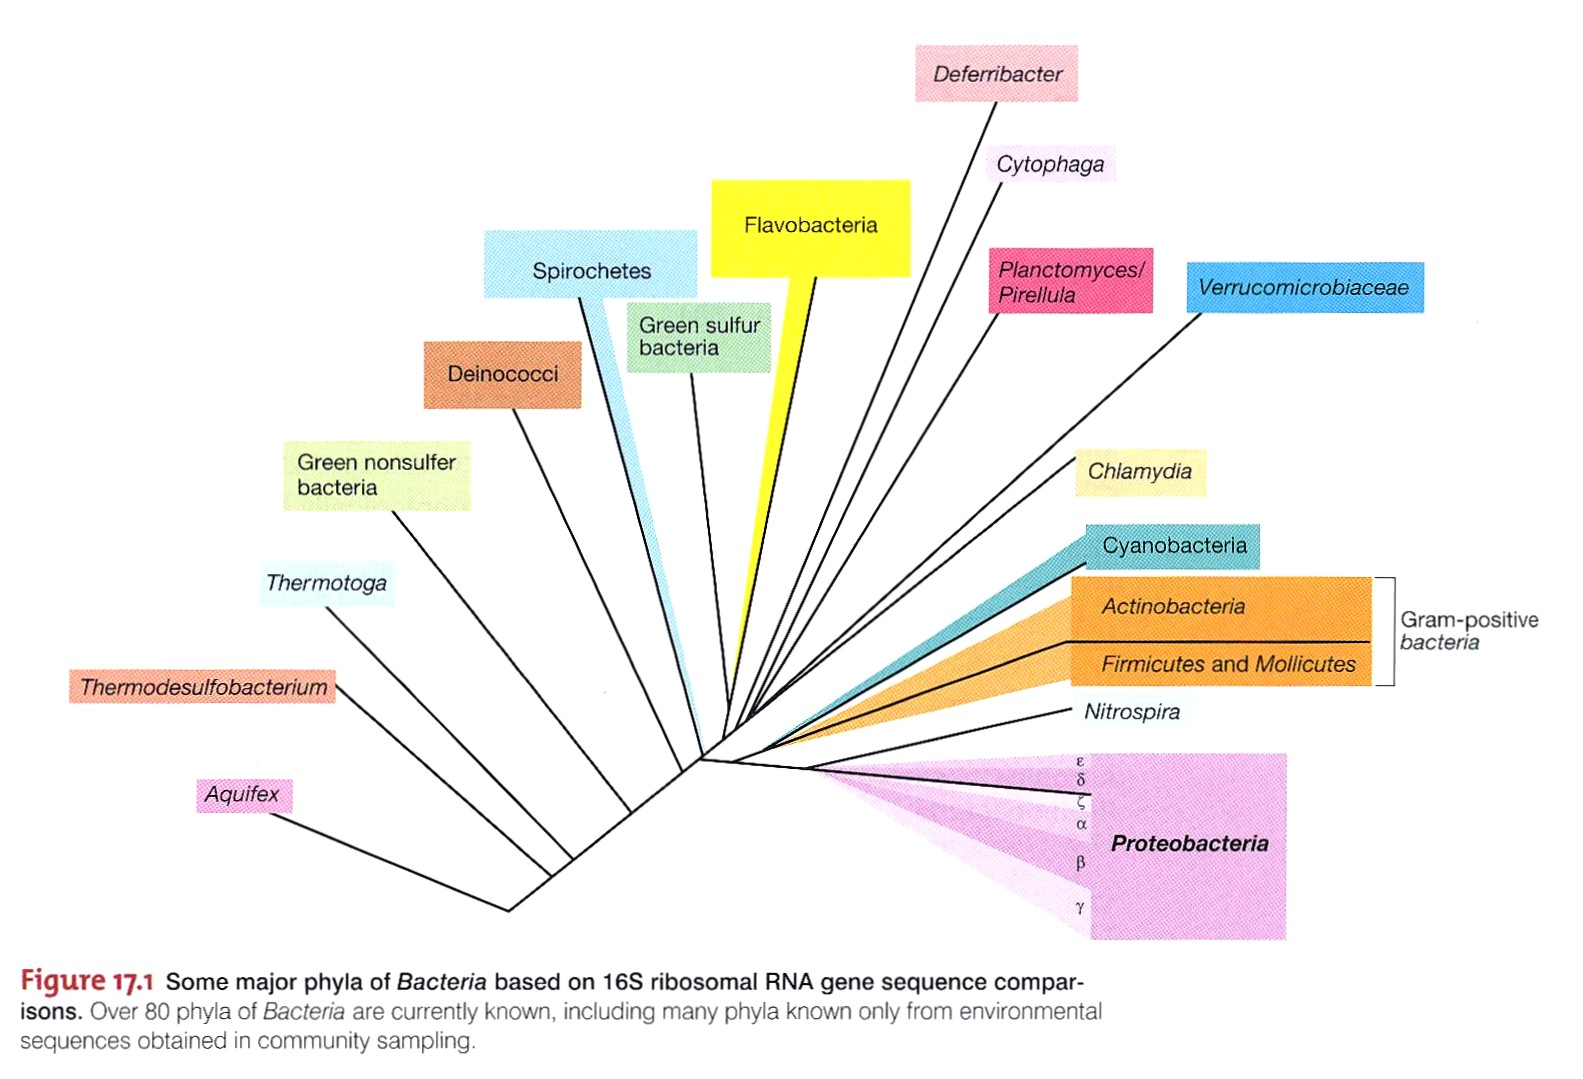 Deferribacter
Cytophaga
Flavobacteria
Spirochetes
Planctomyces/
Pirellula
Verrucomicrobiaceae
Green sulfur
bacteria
Deinococci
Green nonsulfer
bacteria
Chlamydia
Cyanobacteria
Thermotoga
Actinobacteria
Firmicutes and Mollicutes
Gram-positive
bacteria
Thermodesulfobacterium
Nitrospira
Aquifex
ε
δ
ζ
α
β
γ
Proteobacteria
Figure 17.1 Some major phyla of Bacteria based on 16S ribosomal RNA gene sequence compar-
isons. Over 80 phyla of Bacteria are currently known, including many phyla known only from environmental
sequences obtained in community sampling.